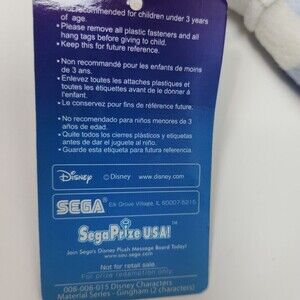 Not recommended for children under 3 years
of age.
• Please remove all plastic fasteners and all
hang tags before giving to child.
• Keep this for future reference.
• Non recommandé pour les enfants de moins
de 3 ans.
• Enlevez toutes les attaches plastiques et
toutes les étiquettes avant de le donner à
l'enfant.
• Le conservez pour fins de référence future.
• No recomendado para niños menores de 3
años de edad.
• Quite todos los cierres plásticos y etiquetas
antes de dar el juguete al niño.
• Guarde esta etiqueta para futura referencia.
Disney © Disney www.disney.com
SEGA Elk Grove Village, IL 60007-5215
SegaPrize USA!™
Join Sega's Disney Plush Message Board Today!
www.sau.sega.com
Not for retail sale.
For prize redemption only
008-008-015 Disney Characters
Material Series - Gingham (2 characters)